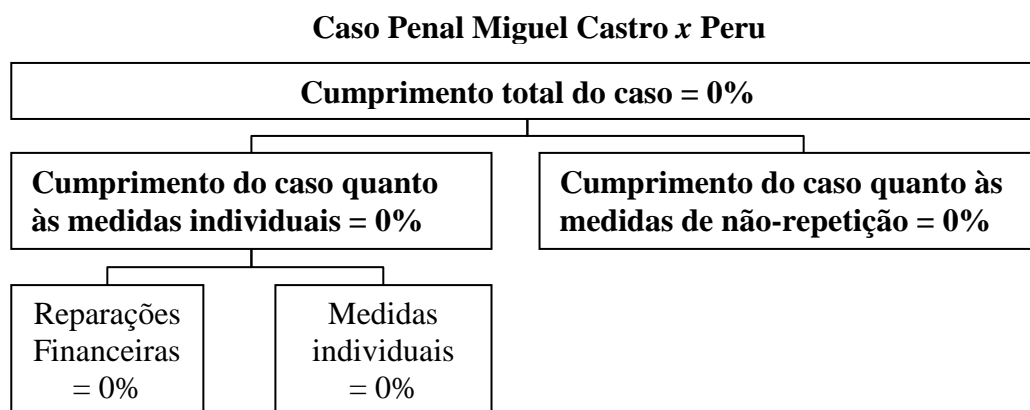 Caso Penal Miguel Castro x Peru
Cumprimento total do caso = 0%
Cumprimento do caso quanto
às medidas individuais = 0%
Cumprimento do caso quanto às
medidas de não-repetição = 0%
Reparações
Financeiras
= 0%
Medidas
individuais
= 0%